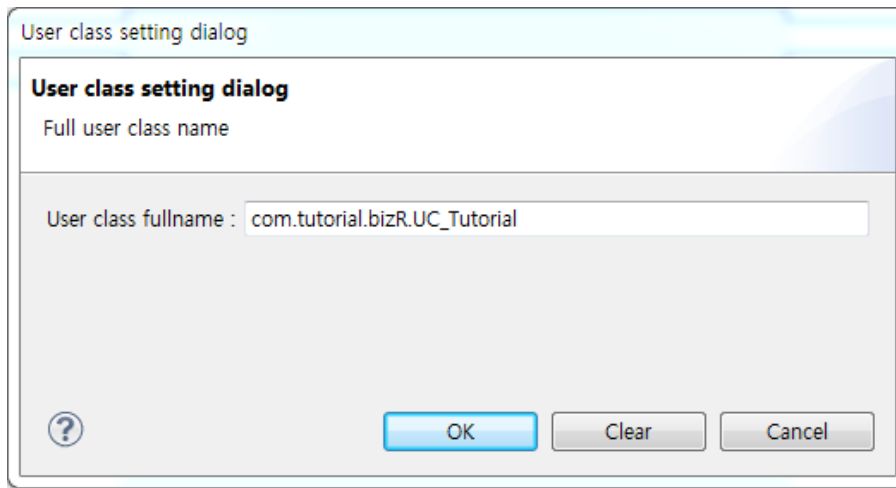 User class setting dialog
User class setting dialog
Full user class name
User class fullname : com.tutorial.bizR.UC_Tutorial
?
OK Clear Cancel